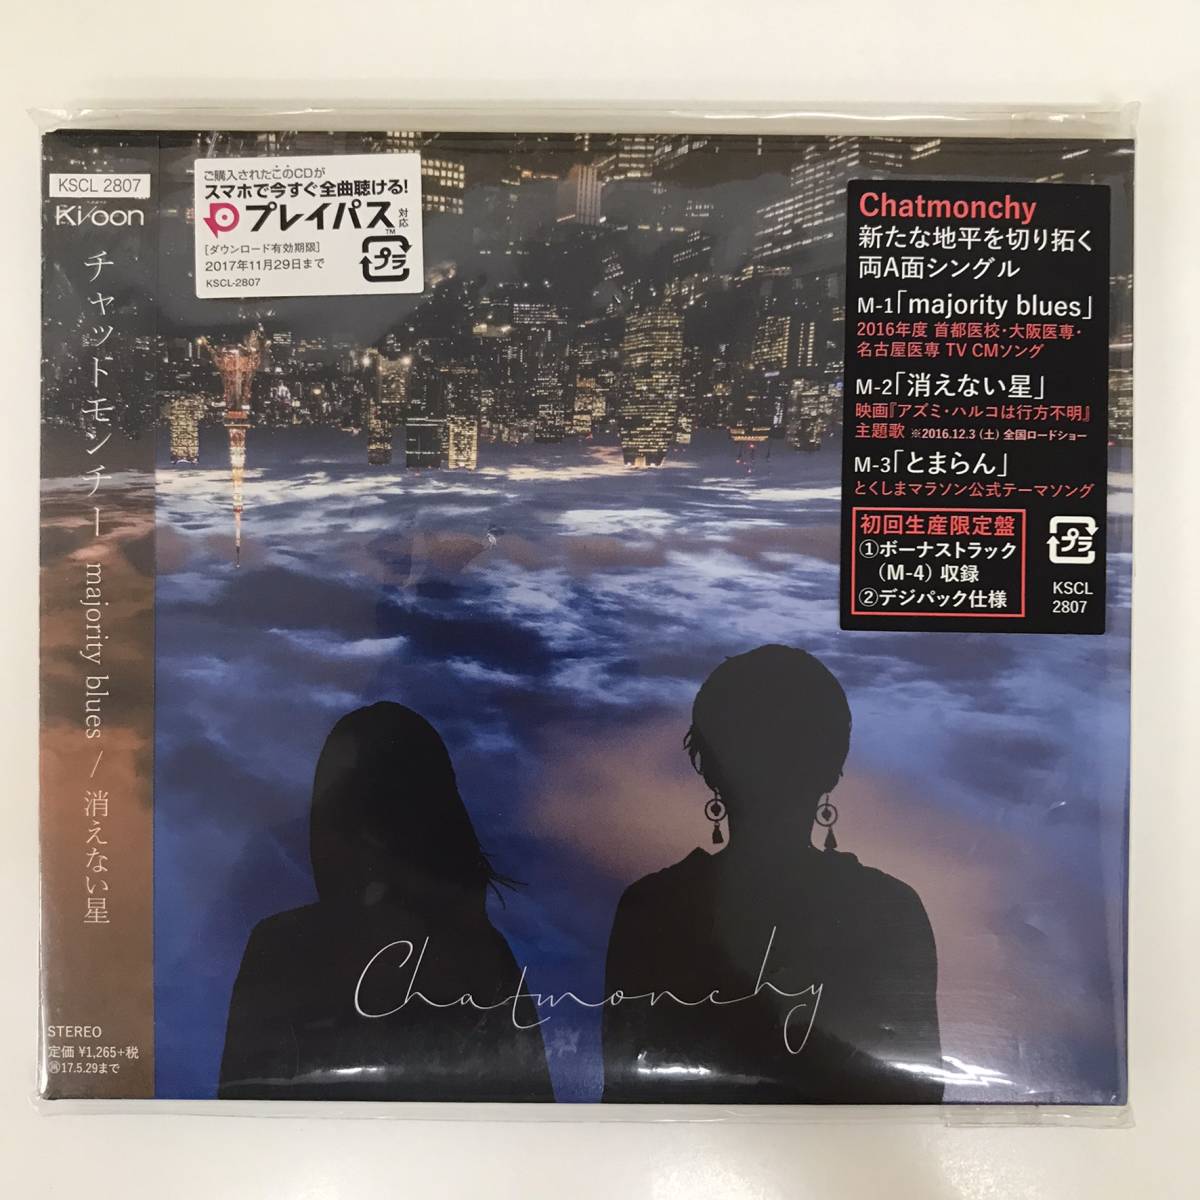 KSCL 2807
Ki/oon
チャットモンチー majority blues / 消えない星
STEREO
定価 ¥1,265+税
17.5.29まで
ご購入されたこのCDが
スマホで今すぐ全曲聴ける!
プレイパス™対応
[ダウンロード有効期限]
2017年11月29日まで
KSCL-2807
プラ
Chatmonchy
新たな地平を切り拓く
両A面シングル
M-1「majority blues」
2016年度 首都医校・大阪医専・
名古屋医専 TV CMソング
M-2「消えない星」
映画『アズミ・ハルコは行方不明』
主題歌 ※2016.12.3(土) 全国ロードショー
M-3「とまらん」
とくしまマラソン公式テーマソング
初回生産限定盤
①ボーナストラック
(M-4) 収録
②デジパック仕様
プラ
KSCL
2807
Chatmonchy